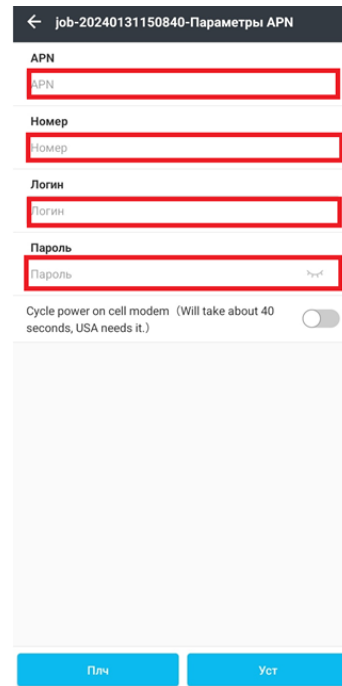 ← job-20240131150840-Параметры APN
APN
APN
Номер
Номер
Логин
Логин
Пароль
Пароль
Cycle power on cell modem（Will take about 40
seconds, USA needs it.）
Плч
Уст